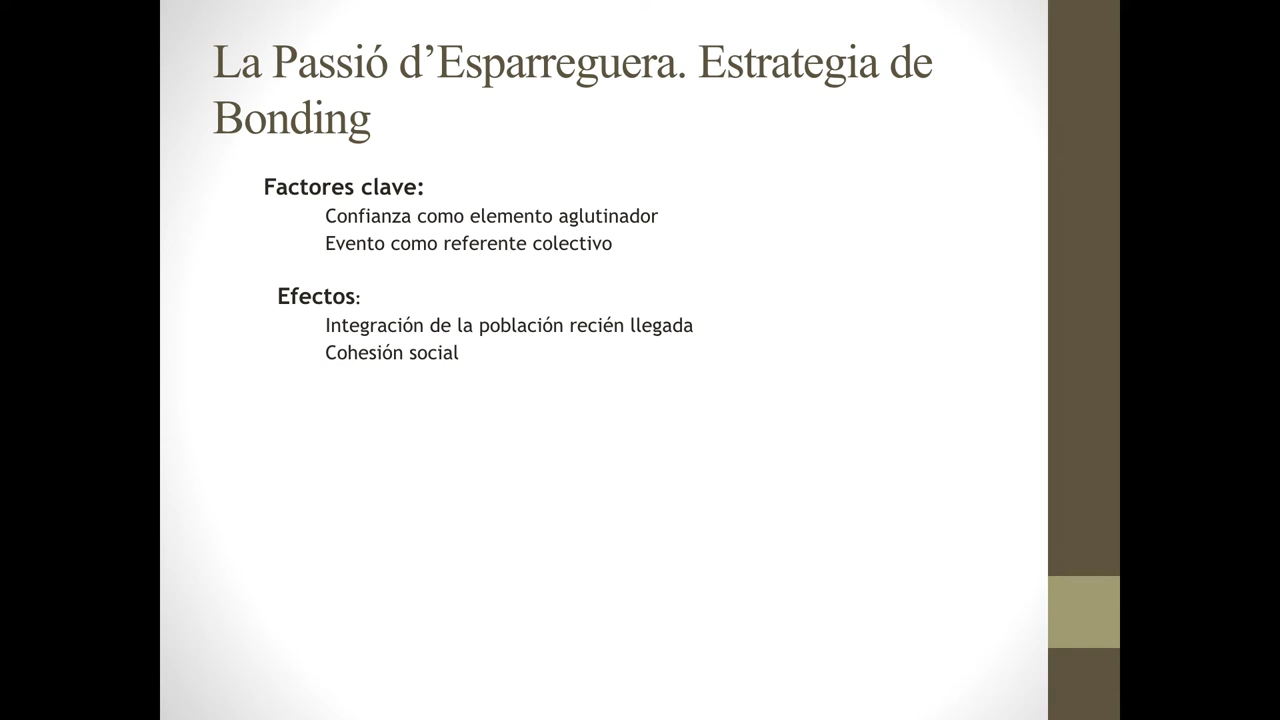 La Passió d’Esparreguera. Estrategia de
Bonding
Factores clave:
Confianza como elemento aglutinador
Evento como referente colectivo
Efectos:
Integración de la población recién llegada
Cohesión social